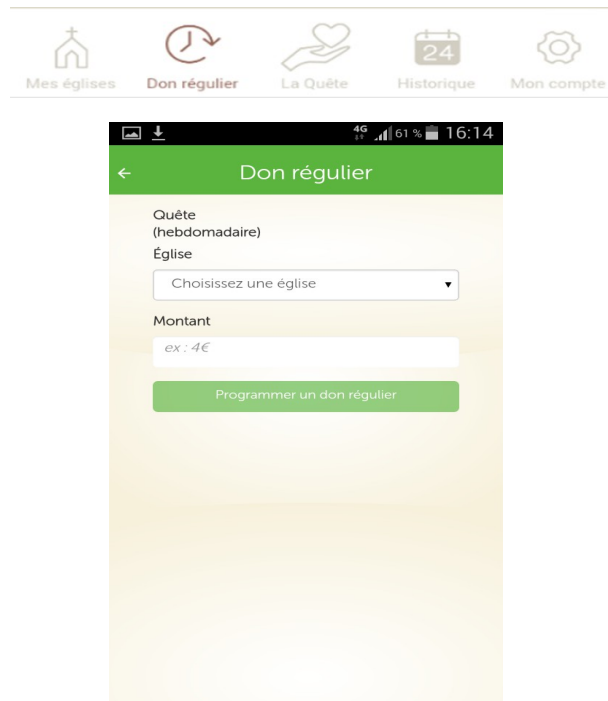 24
Mes églises Don régulier La Quête Historique Mon compte
4G 61 % 16:14
Don régulier
Quête
(hebdomadaire)
Église
Choisissez une église
Montant
ex : 4€
Programmer un don régulier